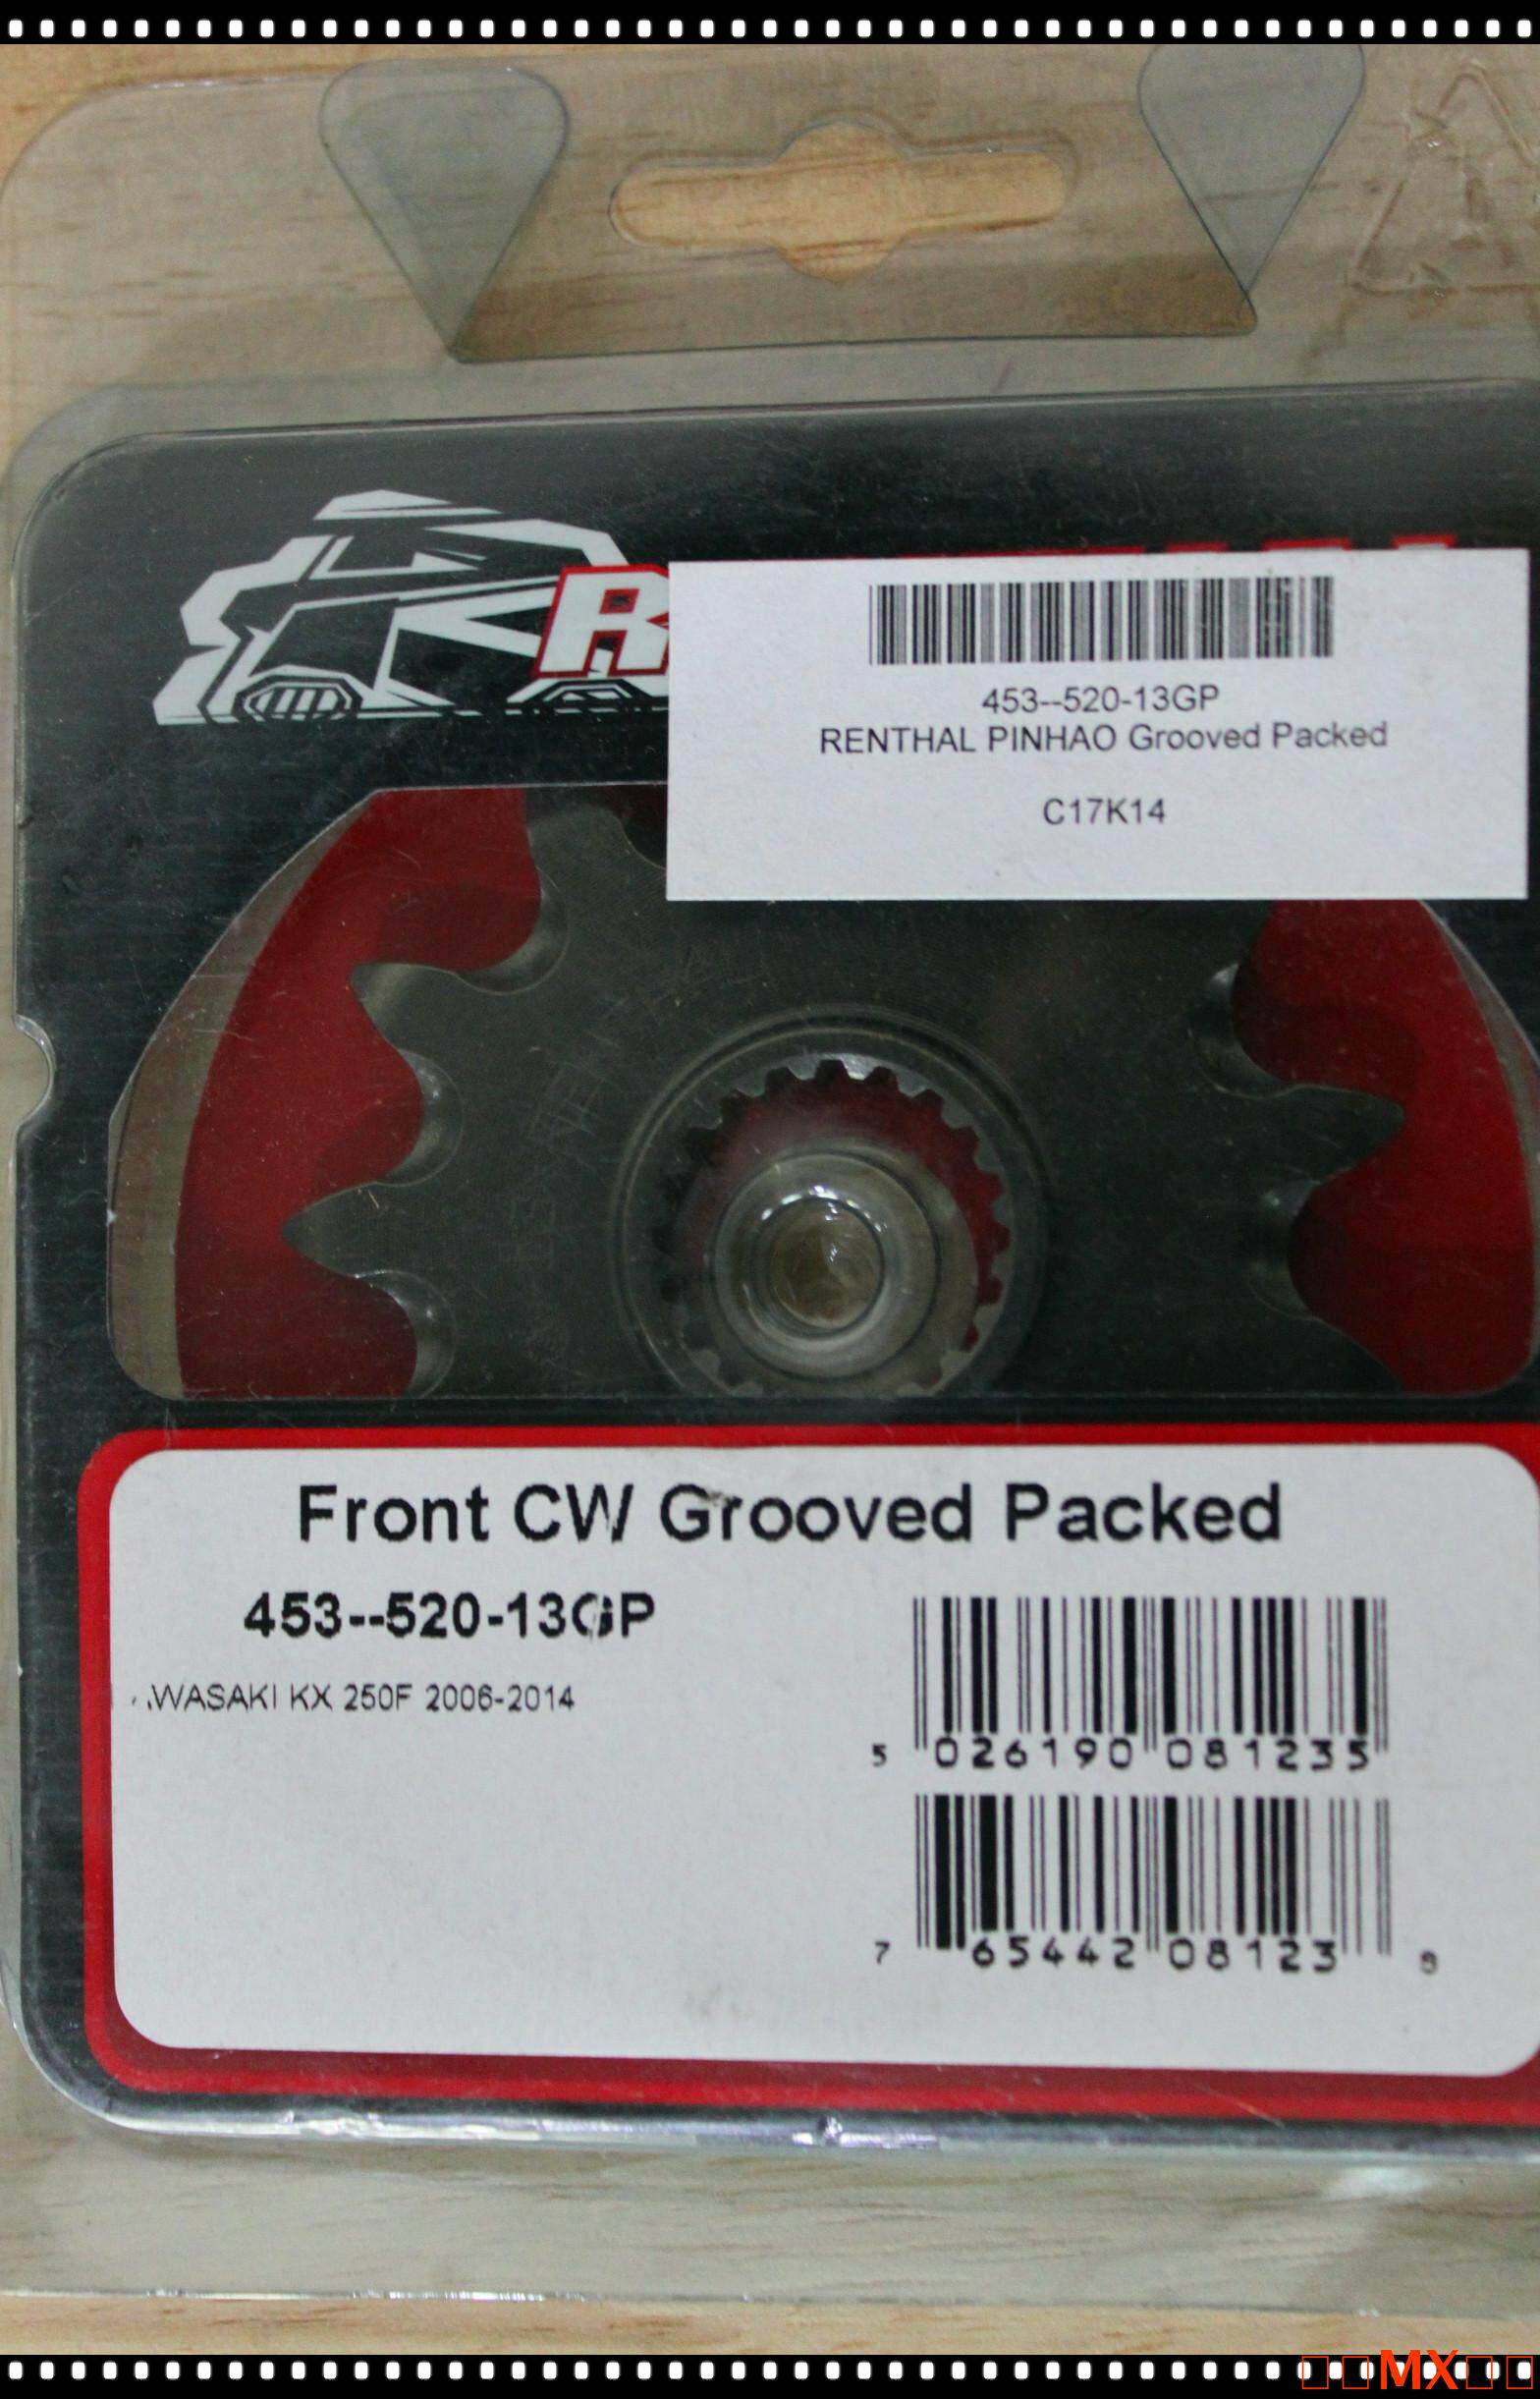 453--520-13GP
RENTHAL PINHAO Grooved Packed
C17K14
Front CW Grooved Packed
453--520-13GP
WASAKI KX 250F 2006-2014
5 026190 081235
7 65442 08123
MX